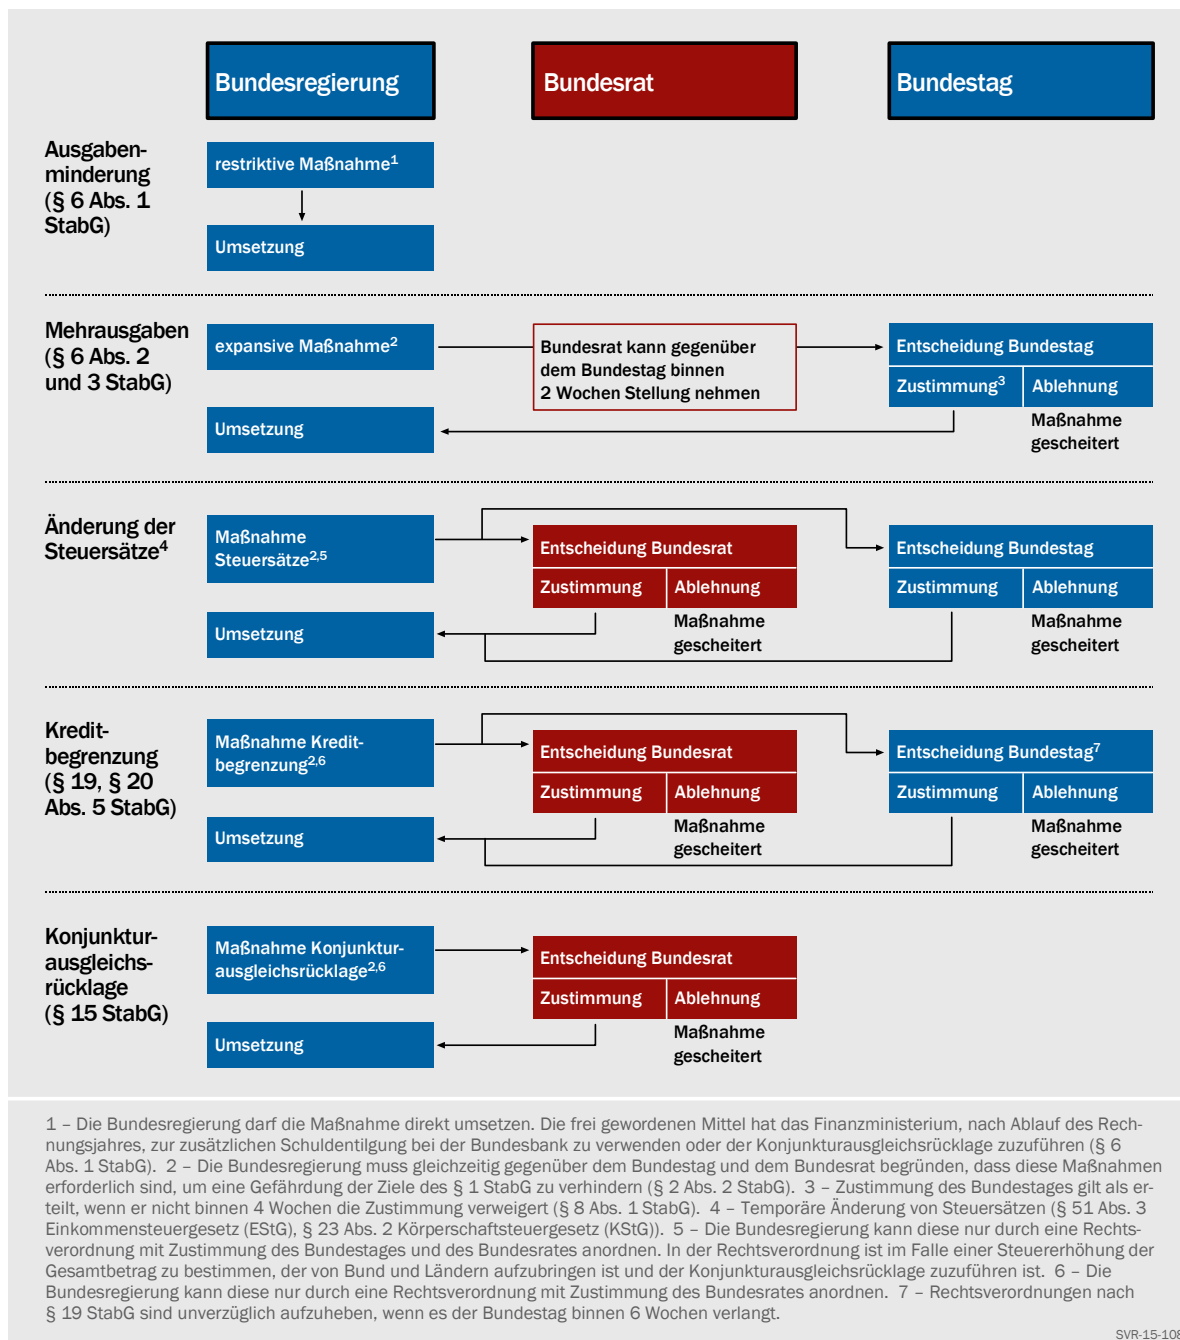 Bundesregierung
Bundesrat
Bundestag
Ausgaben-
minderung
(§ 6 Abs. 1
StabG)
restriktive Maßnahme1
Umsetzung
Mehrausgaben
(§ 6 Abs. 2
und 3 StabG)
expansive Maßnahme2
Bundesrat kann gegenüber
dem Bundestag binnen
2 Wochen Stellung nehmen
Entscheidung Bundestag
Zustimmung3
Ablehnung
Umsetzung
Maßnahme
gescheitert
Änderung der
Steuersätze4
Maßnahme
Steuersätze2,5
Entscheidung Bundesrat
Zustimmung
Ablehnung
Entscheidung Bundestag
Zustimmung
Ablehnung
Umsetzung
Maßnahme
gescheitert
Maßnahme
gescheitert
Kredit-
begrenzung
(§ 19, § 20
Abs. 5 StabG)
Maßnahme Kredit-
begrenzung2,6
Entscheidung Bundesrat
Zustimmung
Ablehnung
Entscheidung Bundestag7
Zustimmung
Ablehnung
Umsetzung
Maßnahme
gescheitert
Maßnahme
gescheitert
Konjunktur-
ausgleichs-
rücklage
(§ 15 StabG)
Maßnahme Konjunktur-
ausgleichsrücklage2,6
Entscheidung Bundesrat
Zustimmung
Ablehnung
Umsetzung
Maßnahme
gescheitert
1 – Die Bundesregierung darf die Maßnahme direkt umsetzen. Die frei gewordenen Mittel hat das Finanzministerium, nach Ablauf des Rech-
nungsjahres, zur zusätzlichen Schuldentilgung bei der Bundesbank zu verwenden oder der Konjunkturausgleichsrücklage zuzuführen (§ 6
Abs. 1 StabG). 2 – Die Bundesregierung muss gleichzeitig gegenüber dem Bundestag und dem Bundesrat begründen, dass diese Maßnahmen
erforderlich sind, um eine Gefährdung der Ziele des § 1 StabG zu verhindern (§ 2 Abs. 2 StabG). 3 – Zustimmung des Bundestages gilt als er-
teilt, wenn er nicht binnen 4 Wochen die Zustimmung verweigert (§ 8 Abs. 1 StabG). 4 – Temporäre Änderung von Steuersätzen (§ 51 Abs. 3
Einkommensteuergesetz (EStG), § 23 Abs. 2 Körperschaftsteuergesetz (KStG)). 5 – Die Bundesregierung kann diese nur durch eine Rechts-
verordnung mit Zustimmung des Bundestages und des Bundesrates anordnen. In der Rechtsverordnung ist im Falle einer Steuererhöhung der
Gesamtbetrag zu bestimmen, der von Bund und Ländern aufzubringen ist und der Konjunkturausgleichsrücklage zuzuführen ist. 6 – Die
Bundesregierung kann diese nur durch eine Rechtsverordnung mit Zustimmung des Bundesrates anordnen. 7 – Rechtsverordnungen nach
§ 19 StabG sind unverzüglich aufzuheben, wenn es der Bundestag binnen 6 Wochen verlangt.
SVR-15-108